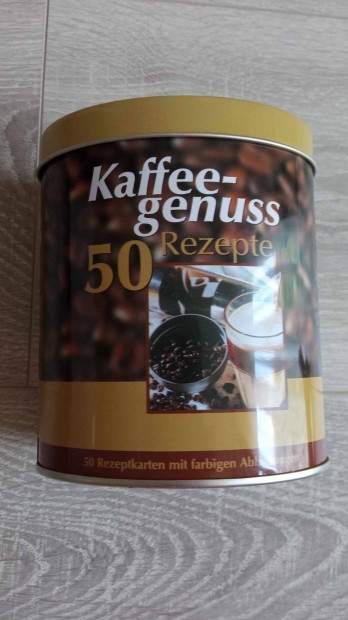 Kaffee-
genuss
50 Rezepte
50 Rezeptkarten mit farbigen